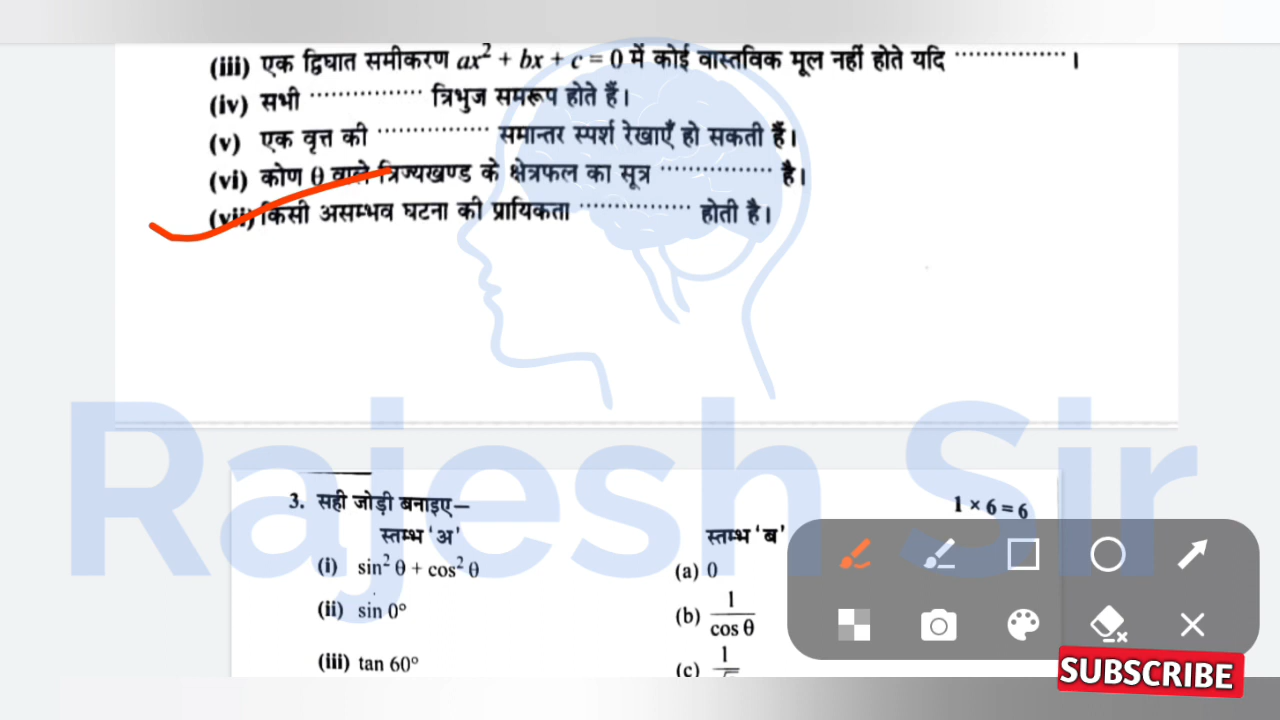 (iii) एक द्विघात समीकरण ax² + bx + c = 0 में कोई वास्तविक मूल नहीं होते यदि ................ ।
(iv) सभी ................ त्रिभुज समरूप होते हैं।
(v) एक वृत्त की ................ समान्तर स्पर्श रेखाएँ हो सकती हैं।
(vi) कोण θ वाले त्रिज्यखण्ड के क्षेत्रफल का सूत्र ................ है।
(vii) किसी असम्भव घटना की प्रायिकता ................ होती है।
Rajesh Sir
3. सही जोड़ी बनाइए— 1 × 6 = 6
स्तम्भ 'अ' स्तम्भ 'ब'
(i) sin² θ + cos² θ (a) 0
(ii) sin 0° (b) 1/cos θ
(iii) tan 60° (c) 1
SUBSCRIBE